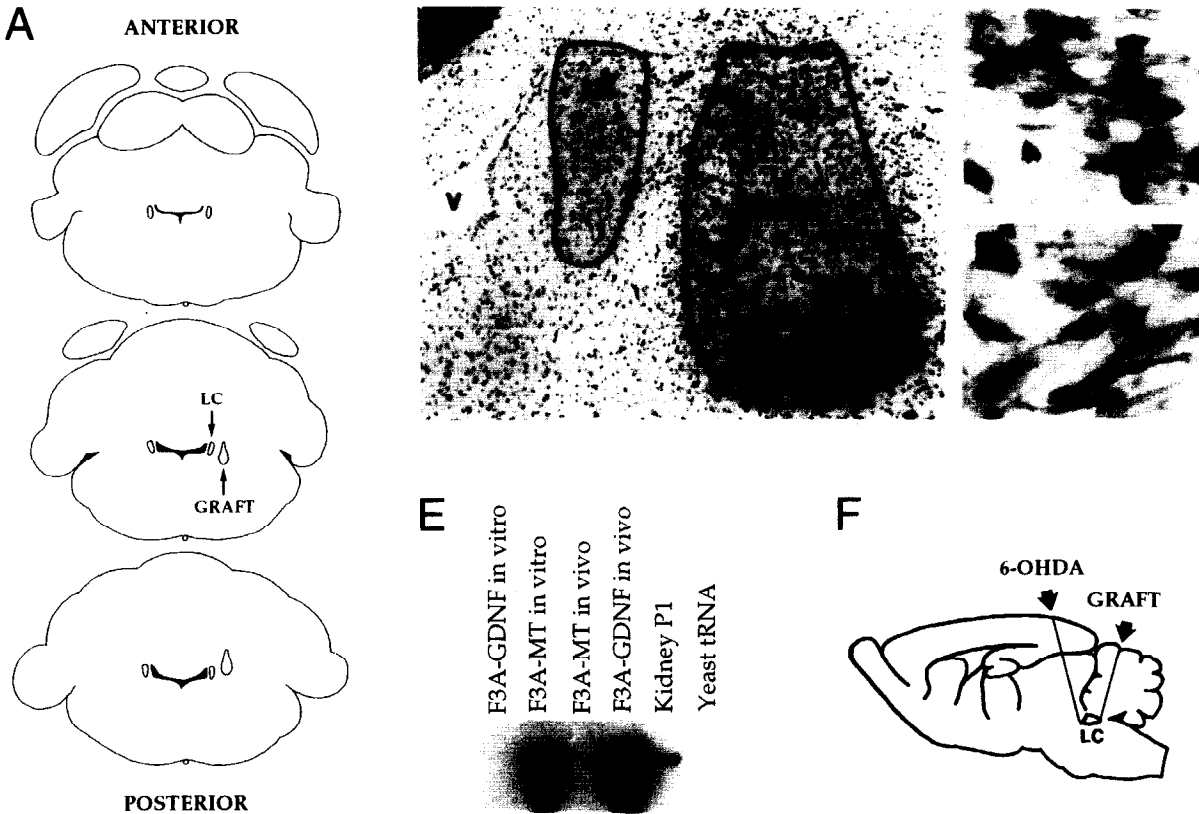 A
ANTERIOR
LC
GRAFT
POSTERIOR
V
E
F3A-GDNF in vitro
F3A-MT in vitro
F3A-MT in vivo
F3A-GDNF in vivo
Kidney P1
Yeast tRNA
F
6-OHDA
GRAFT
LC